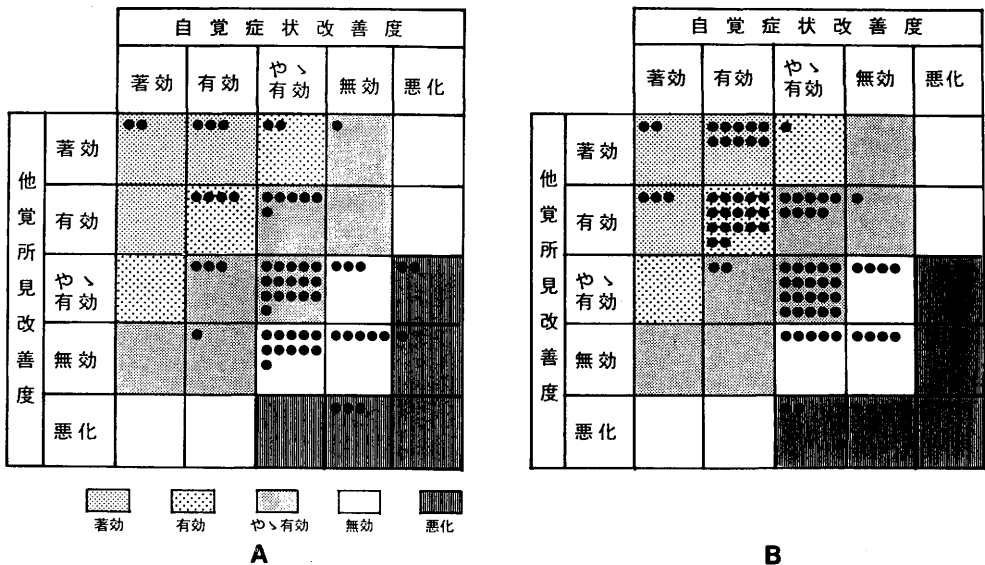 自覚症状改善度
著効 有効 やゝ有効 無効 悪化
他覚所見改善度
著効
有効
やゝ有効
無効
悪化
著効 有効 やゝ有効 無効 悪化
A
自覚症状改善度
著効 有効 やゝ有効 無効 悪化
他覚所見改善度
著効
有効
やゝ有効
無効
悪化
B